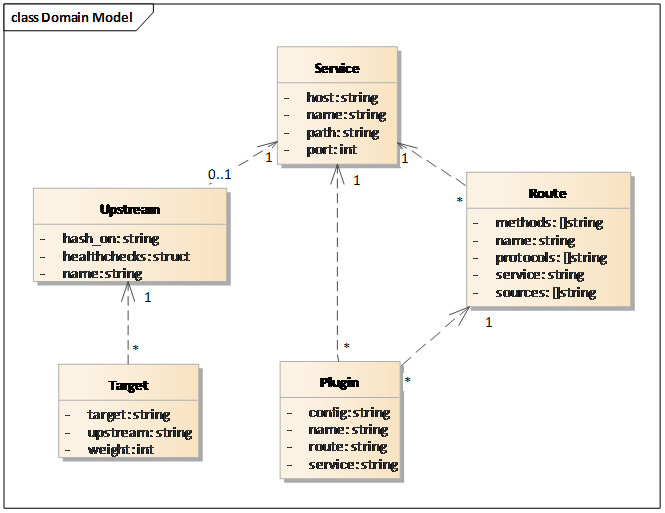 class Domain Model
Service
- host: string
- name: string
- path: string
- port: int
0..1
1
1
1
Upstream
- hash_on: string
- healthchecks: struct
- name: string
Route
- methods: []string
- name: string
- protocols: []string
- service: string
- sources: []string
*
1
*
Target
- target: string
- upstream: string
- weight: int
*
1
*
Plugin
- config: string
- name: string
- route: string
- service: string